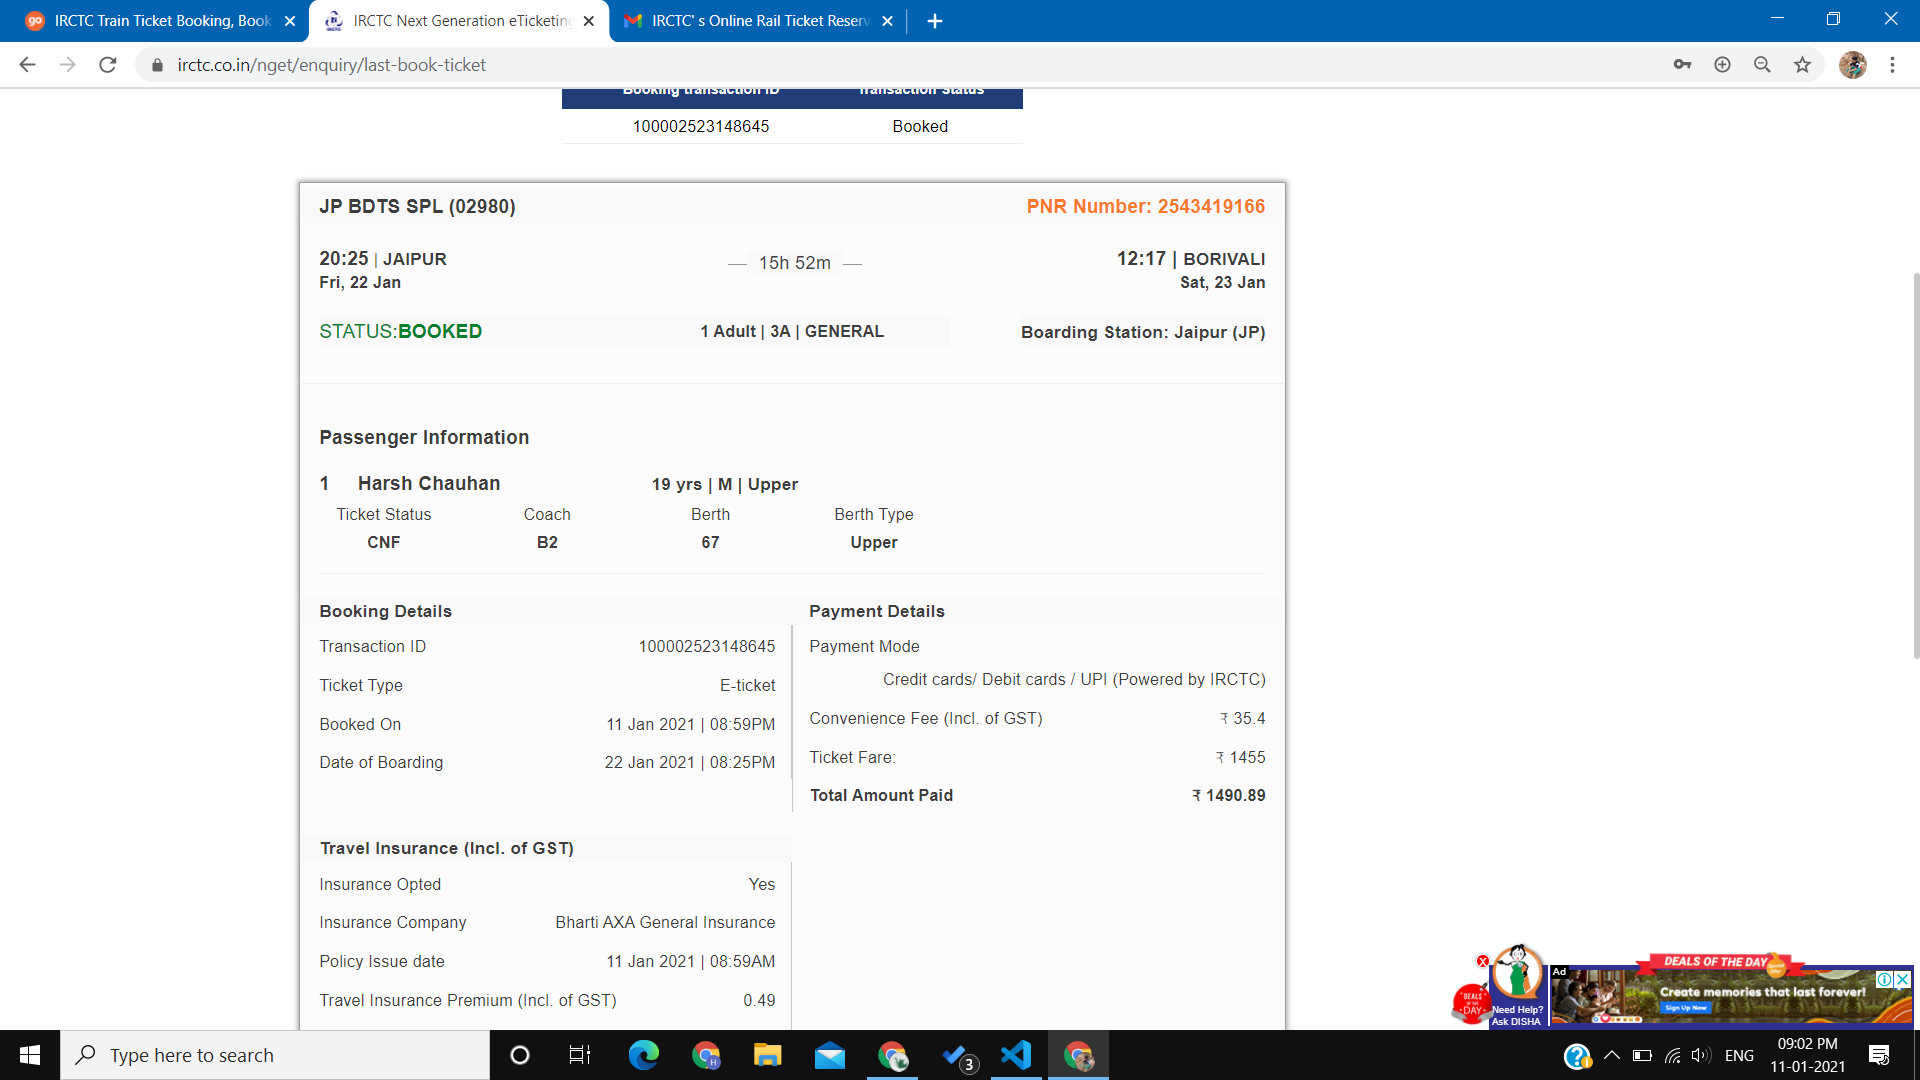 IRCTC Train Ticket Booking, Book
IRCTC Next Generation eTicketing
IRCTC' s Online Rail Ticket Reserv
irctc.co.in/nget/enquiry/last-book-ticket
Booking transaction ID Transaction Status
100002523148645 Booked
JP BDTS SPL (02980) PNR Number: 2543419166
20:25 | JAIPUR — 15h 52m — 12:17 | BORIVALI
Fri, 22 Jan Sat, 23 Jan
STATUS:BOOKED 1 Adult | 3A | GENERAL Boarding Station: Jaipur (JP)
Passenger Information
1 Harsh Chauhan 19 yrs | M | Upper
Ticket Status Coach Berth Berth Type
CNF B2 67 Upper
Booking Details
Transaction ID 100002523148645
Ticket Type E-ticket
Booked On 11 Jan 2021 | 08:59PM
Date of Boarding 22 Jan 2021 | 08:25PM
Payment Details
Payment Mode
Credit cards/ Debit cards / UPI (Powered by IRCTC)
Convenience Fee (Incl. of GST) ₹ 35.4
Ticket Fare: ₹ 1455
Total Amount Paid ₹ 1490.89
Travel Insurance (Incl. of GST)
Insurance Opted Yes
Insurance Company Bharti AXA General Insurance
Policy Issue date 11 Jan 2021 | 08:59AM
Travel Insurance Premium (Incl. of GST) 0.49
DEALS OF THE DAY
Need Help?
Ask DISHA
Ad
DEALS OF THE DAY
Create memories that last forever!
Sign Up Now
Type here to search
3
ENG
09:02 PM
11-01-2021